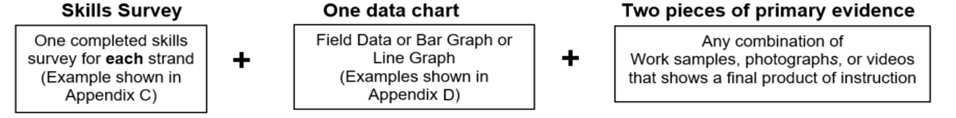 Skills Survey
One completed skills
survey for each strand
(Example shown in
Appendix C)
+
One data chart
Field Data or Bar Graph or
Line Graph
(Examples shown in
Appendix D)
+
Two pieces of primary evidence
Any combination of
Work samples, photographs, or videos
that shows a final product of instruction